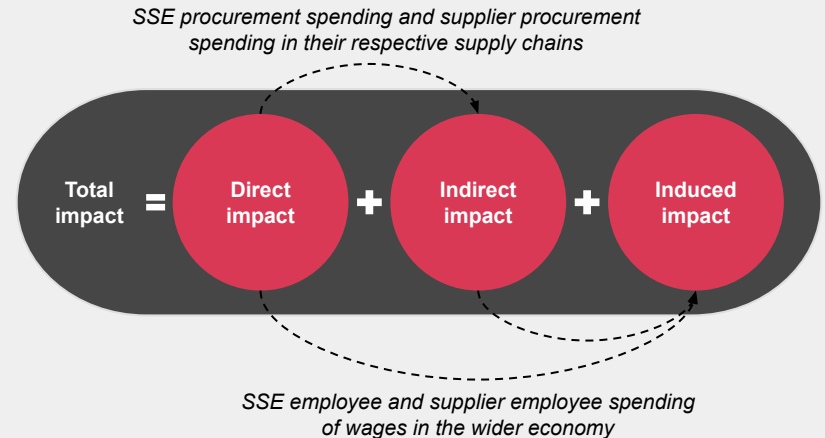 SSE procurement spending and supplier procurement
spending in their respective supply chains
Total
impact
=
Direct
impact
+
Indirect
impact
+
Induced
impact
SSE employee and supplier employee spending
of wages in the wider economy